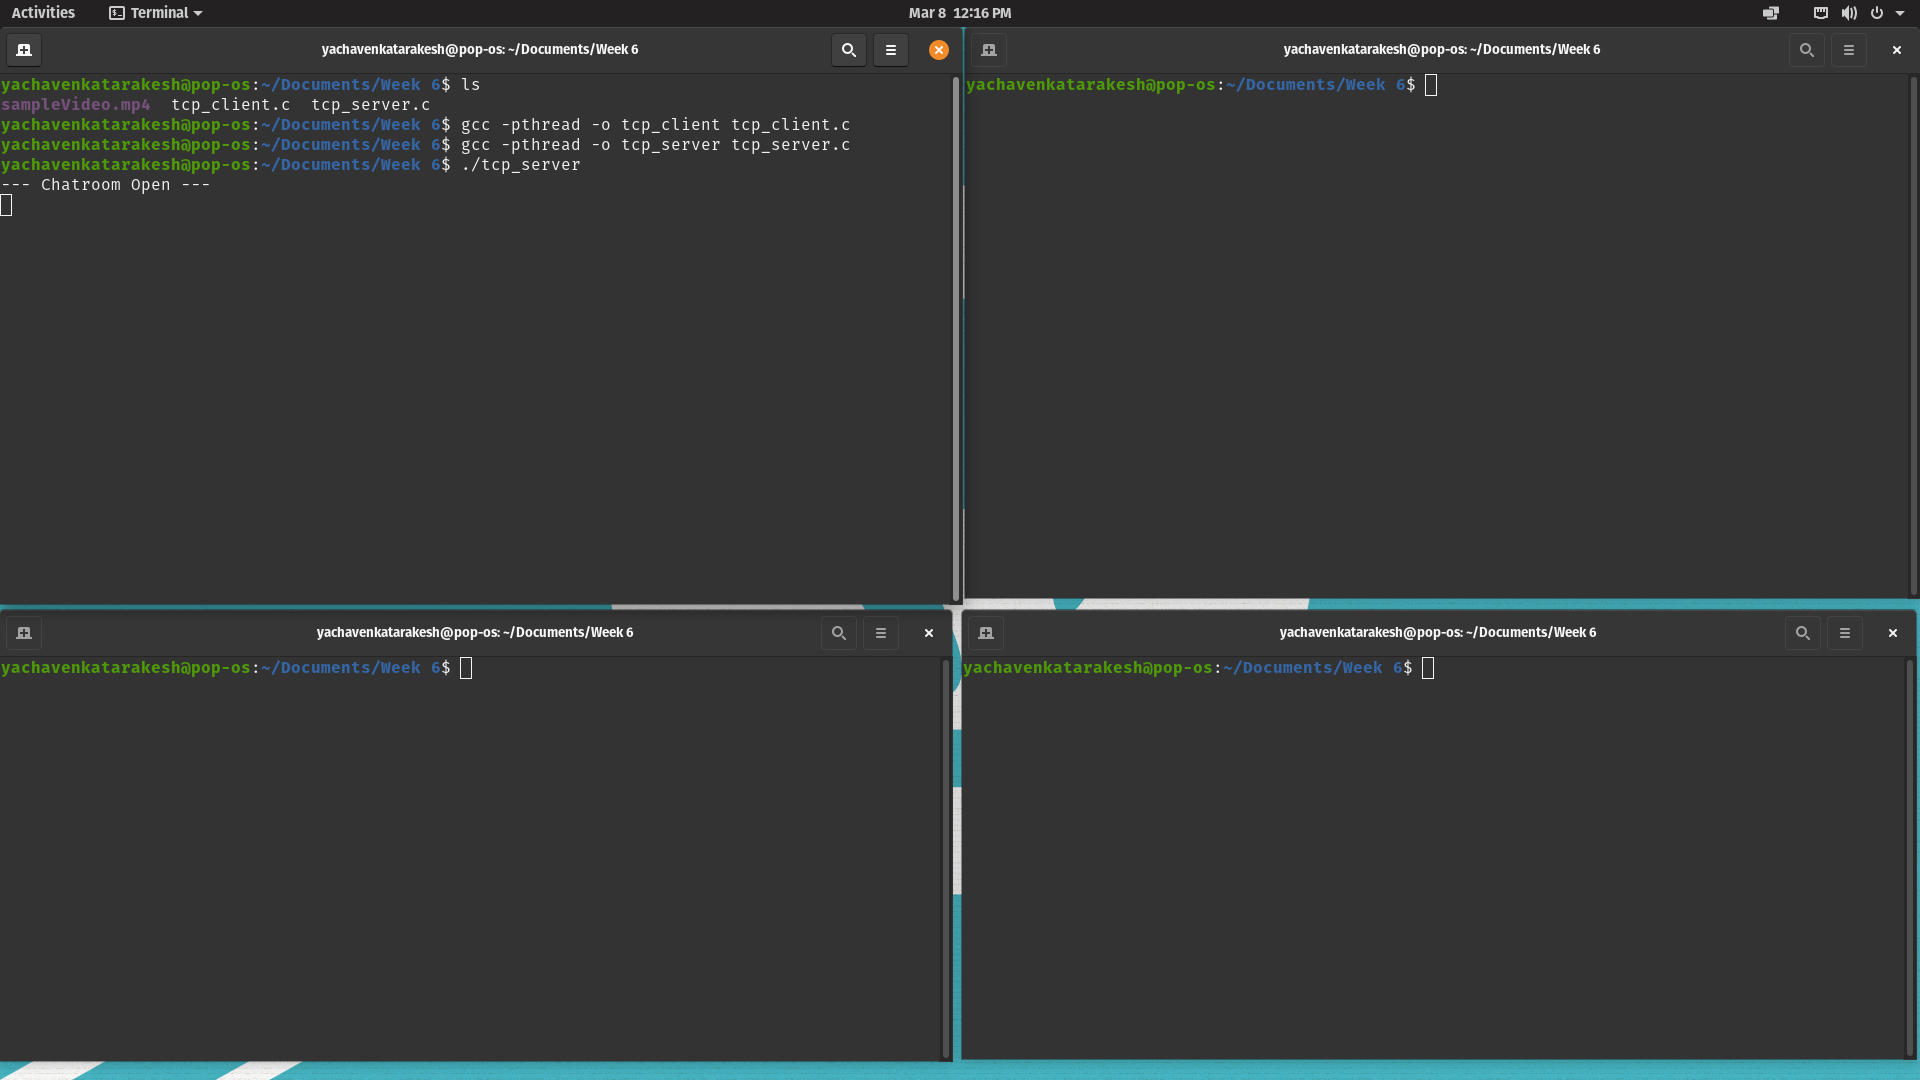 Activities Terminal Mar 8 12:16 PM
yachavenkatarakesh@pop-os: ~/Documents/Week 6
yachavenkatarakesh@pop-os:~/Documents/Week 6$ ls
sampleVideo.mp4  tcp_client.c  tcp_server.c
yachavenkatarakesh@pop-os:~/Documents/Week 6$ gcc -pthread -o tcp_client tcp_client.c
yachavenkatarakesh@pop-os:~/Documents/Week 6$ gcc -pthread -o tcp_server tcp_server.c
yachavenkatarakesh@pop-os:~/Documents/Week 6$ ./tcp_server
--- Chatroom Open ---
yachavenkatarakesh@pop-os: ~/Documents/Week 6
yachavenkatarakesh@pop-os:~/Documents/Week 6$
yachavenkatarakesh@pop-os: ~/Documents/Week 6
yachavenkatarakesh@pop-os:~/Documents/Week 6$
yachavenkatarakesh@pop-os: ~/Documents/Week 6
yachavenkatarakesh@pop-os:~/Documents/Week 6$